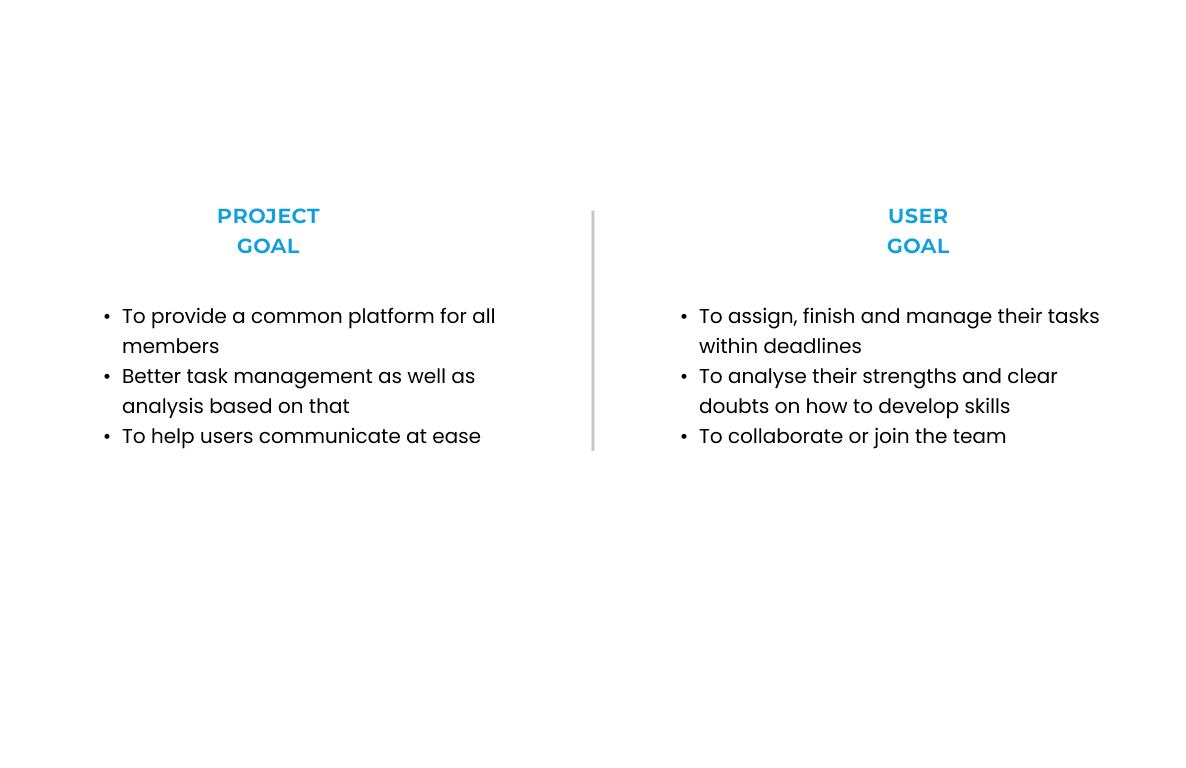 PROJECT
GOAL
• To provide a common platform for all
members
• Better task management as well as
analysis based on that
• To help users communicate at ease
USER
GOAL
• To assign, finish and manage their tasks
within deadlines
• To analyse their strengths and clear
doubts on how to develop skills
• To collaborate or join the team